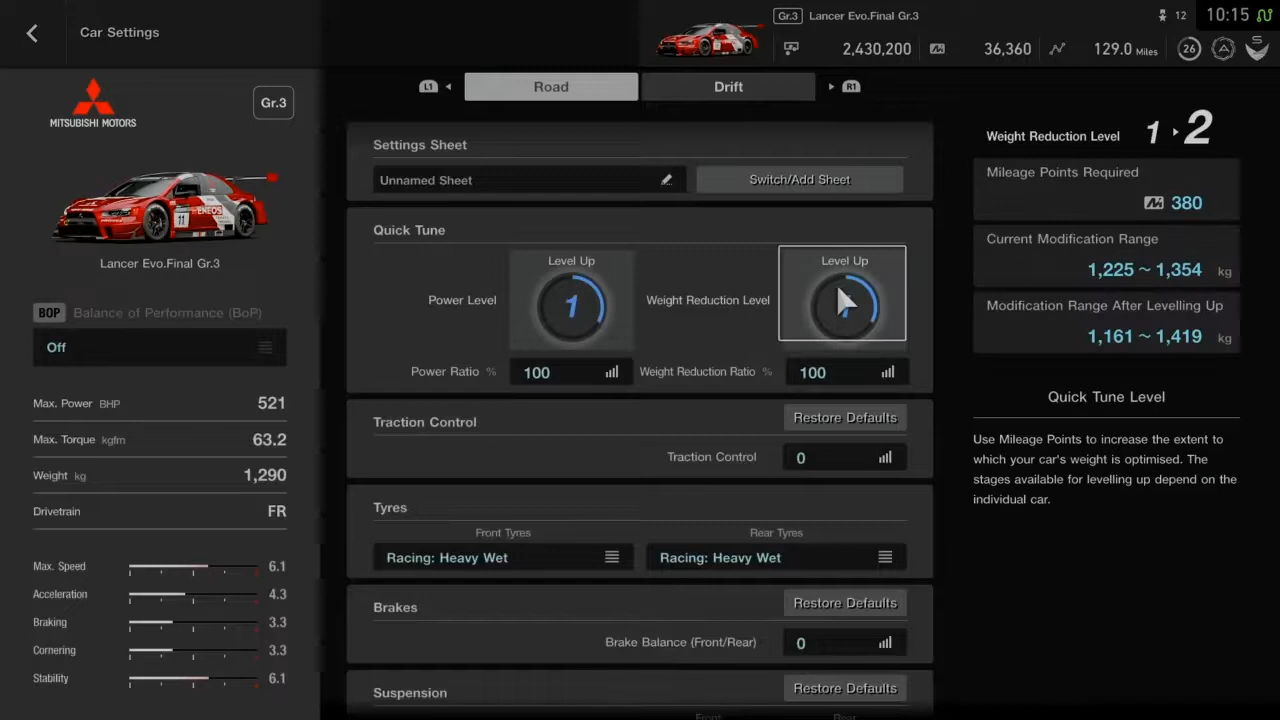 Car Settings
Gr.3 Lancer Evo.Final Gr.3
12
10:15
2,430,200
36,360
129.0 Miles
26
A
S
MITSUBISHI MOTORS
Gr.3
11
ENEOS
Lancer Evo.Final Gr.3
BOP Balance of Performance (BoP)
Off
Max. Power BHP 521
Max. Torque kgfm 63.2
Weight kg 1,290
Drivetrain FR
Max. Speed 6.1
Acceleration 4.3
Braking 3.3
Cornering 3.3
Stability 6.1
L1 Road Drift R1
Settings Sheet
Unnamed Sheet Switch/Add Sheet
Quick Tune
Level Up Level Up
Power Level 1 Weight Reduction Level 1
Power Ratio % 100 Weight Reduction Ratio % 100
Traction Control Restore Defaults
Traction Control 0
Tyres
Front Tyres Rear Tyres
Racing: Heavy Wet Racing: Heavy Wet
Brakes Restore Defaults
Brake Balance (Front/Rear) 0
Suspension Restore Defaults
Front Rear
Weight Reduction Level 1 2
Mileage Points Required
380
Current Modification Range
1,225 ~ 1,354 kg
Modification Range After Levelling Up
1,161 ~ 1,419 kg
Quick Tune Level
Use Mileage Points to increase the extent to
which your car's weight is optimised. The
stages available for levelling up depend on the
individual car.